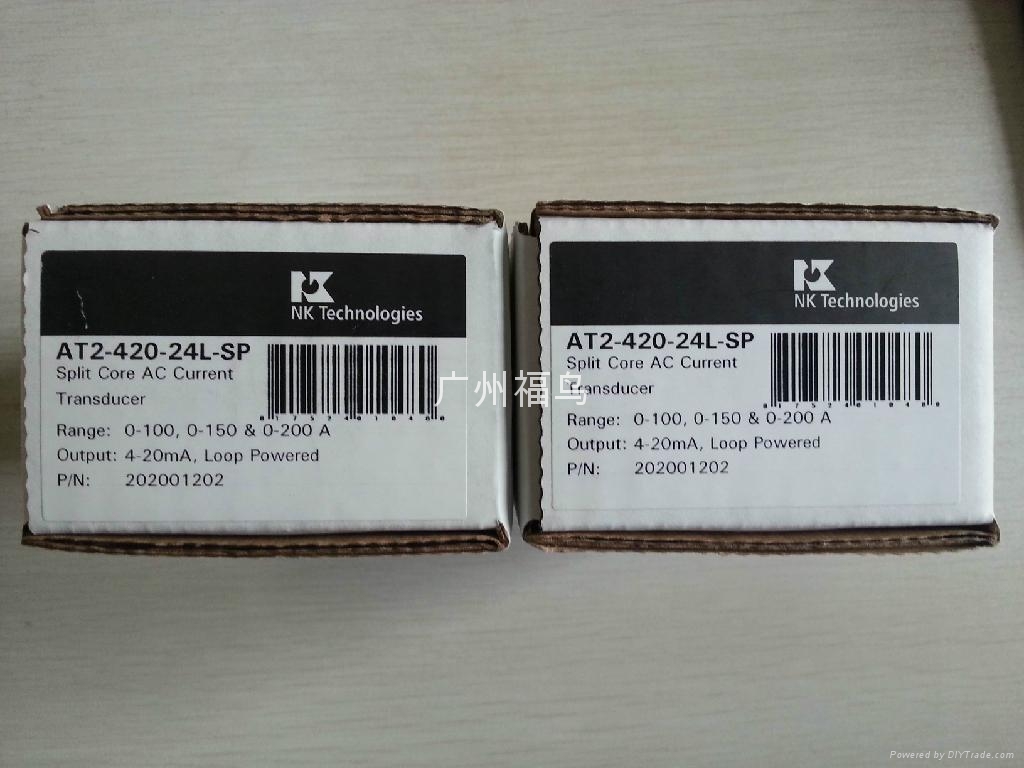 NK Technologies
AT2-420-24L-SP
Split Core AC Current
Transducer
Range: 0-100, 0-150 & 0-200 A
Output: 4-20mA, Loop Powered
P/N: 202001202
NK Technologies
AT2-420-24L-SP
Split Core AC Current
Transducer
Range: 0-100, 0-150 & 0-200 A
Output: 4-20mA, Loop Powered
P/N: 202001202
广州福鸟
Powered by DIYTrade.com